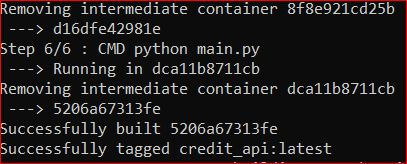 Removing intermediate container 8f8e921cd25b
---> d16dfe42981e
Step 6/6 : CMD python main.py
---> Running in dca11b8711cb
Removing intermediate container dca11b8711cb
---> 5206a67313fe
Successfully built 5206a67313fe
Successfully tagged credit_api:latest